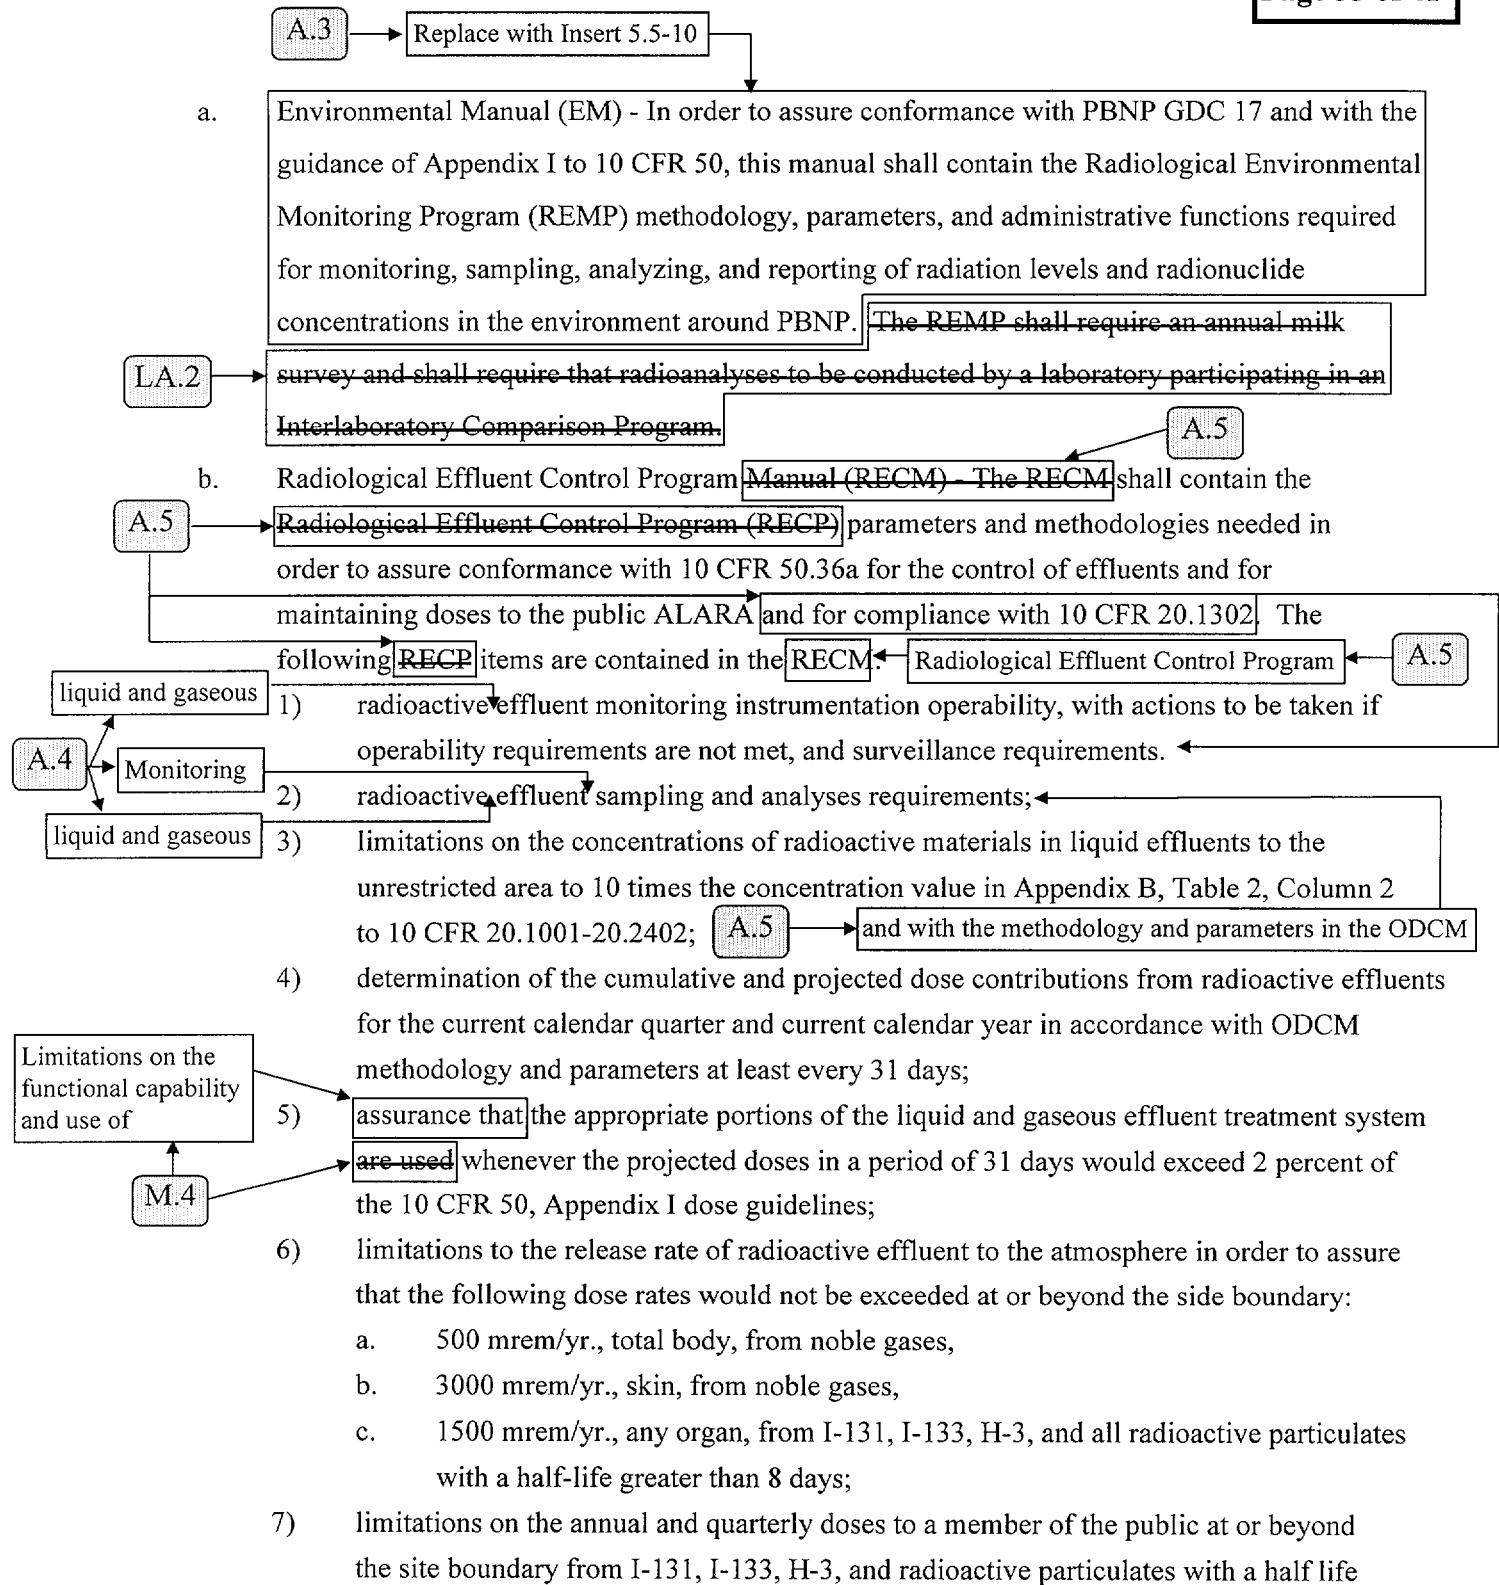 A.3
Replace with Insert 5.5-10
a. Environmental Manual (EM) - In order to assure conformance with PBNP GDC 17 and with the
guidance of Appendix I to 10 CFR 50, this manual shall contain the Radiological Environmental
Monitoring Program (REMP) methodology, parameters, and administrative functions required
for monitoring, sampling, analyzing, and reporting of radiation levels and radionuclide
concentrations in the environment around PBNP. The REMP shall require an annual milk
LA.2
survey and shall require that radioanalyses to be conducted by a laboratory participating in an
Interlaboratory Comparison Program.
A.5
b. Radiological Effluent Control Program Manual (RECM) - The RECM shall contain the
A.5
Radiological Effluent Control Program (RECP) parameters and methodologies needed in
order to assure conformance with 10 CFR 50.36a for the control of effluents and for
maintaining doses to the public ALARA and for compliance with 10 CFR 20.1302. The
following RECP items are contained in the RECM. Radiological Effluent Control Program A.5
liquid and gaseous
1) radioactive effluent monitoring instrumentation operability, with actions to be taken if
operability requirements are not met, and surveillance requirements.
A.4
Monitoring
2) radioactive effluent sampling and analyses requirements;
liquid and gaseous
3) limitations on the concentrations of radioactive materials in liquid effluents to the
unrestricted area to 10 times the concentration value in Appendix B, Table 2, Column 2
to 10 CFR 20.1001-20.2402; A.5 and with the methodology and parameters in the ODCM
4) determination of the cumulative and projected dose contributions from radioactive effluents
for the current calendar quarter and current calendar year in accordance with ODCM
methodology and parameters at least every 31 days;
Limitations on the
functional capability
and use of
5) assurance that the appropriate portions of the liquid and gaseous effluent treatment system
are used whenever the projected doses in a period of 31 days would exceed 2 percent of
M.4
the 10 CFR 50, Appendix I dose guidelines;
6) limitations to the release rate of radioactive effluent to the atmosphere in order to assure
that the following dose rates would not be exceeded at or beyond the side boundary:
a. 500 mrem/yr., total body, from noble gases,
b. 3000 mrem/yr., skin, from noble gases,
c. 1500 mrem/yr., any organ, from I-131, I-133, H-3, and all radioactive particulates
with a half-life greater than 8 days;
7) limitations on the annual and quarterly doses to a member of the public at or beyond
the site boundary from I-131, I-133, H-3, and radioactive particulates with a half life